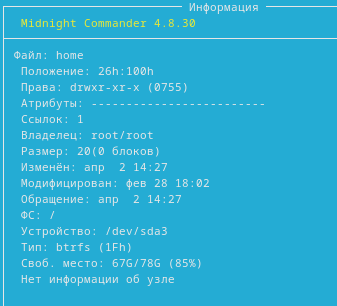 Информация
Midnight Commander 4.8.30
Файл: home
Положение: 26h:100h
Права: drwxr-xr-x (0755)
Атрибуты: -------------------------
Ссылок: 1
Владелец: root/root
Размер: 20(0 блоков)
Изменён: апр  2 14:27
Модифицирован: фев 28 18:02
Обращение: апр  2 14:27
ФС: /
Устройство: /dev/sda3
Тип: btrfs (1Fh)
Своб. место: 67G/78G (85%)
Нет информации об узле